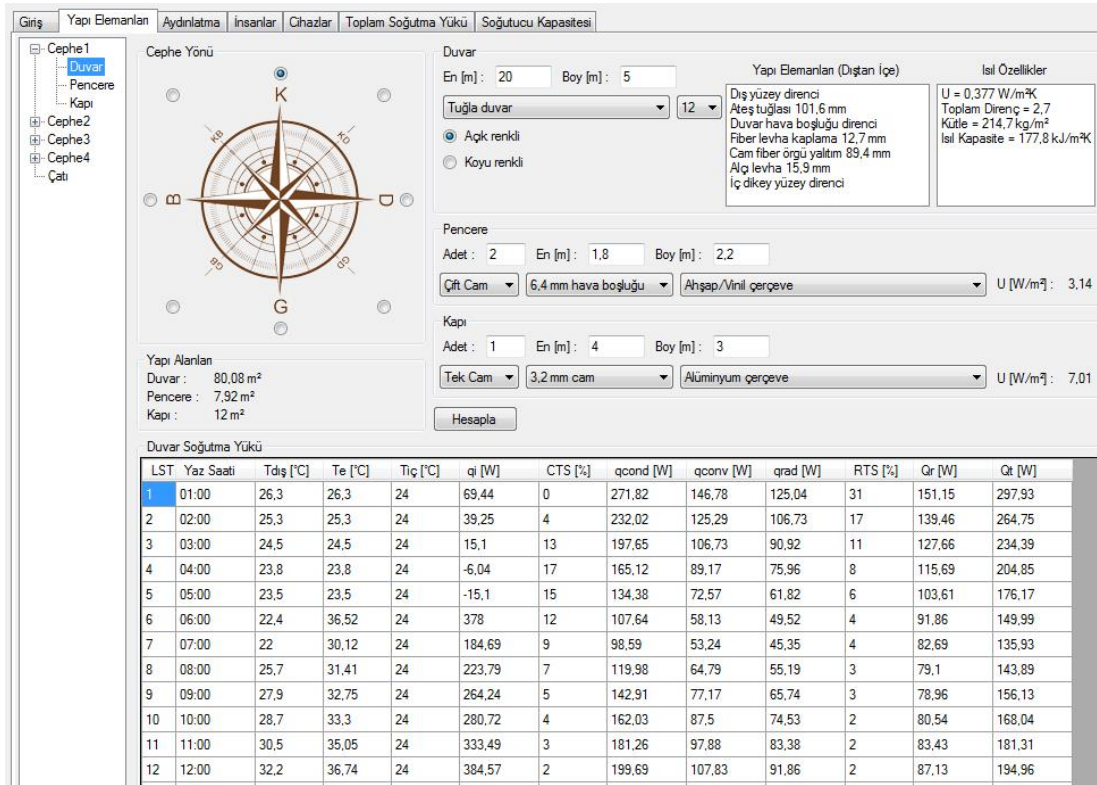 Giriş Yapı Elemanları Aydınlatma İnsanlar Cihazlar Toplam Soğutma Yükü Soğutucu Kapasitesi
Cephe1
Duvar
Pencere
Kapı
Cephe2
Cephe3
Cephe4
Çatı
Cephe Yönü
K
KB KD
B D
GB GD
G
Yapı Alanları
Duvar : 80,08 m²
Pencere : 7,92 m²
Kapı : 12 m²
Duvar
En [m] : 20 Boy [m] : 5
Tuğla duvar 12
Açık renkli
Koyu renkli
Yapı Elemanları (Dıştan İçe)
Dış yüzey direnci
Ateş tuğlası 101,6 mm
Duvar hava boşluğu direnci
Fiber levha kaplama 12,7 mm
Cam fiber örgü yalıtım 89,4 mm
Alçı levha 15,9 mm
İç dikey yüzey direnci
Isıl Özellikler
U = 0,377 W/m²K
Toplam Direnç = 2,7
Kütle = 214,7 kg/m²
Isıl Kapasite = 177,8 kJ/m²K
Pencere
Adet : 2 En [m] : 1,8 Boy [m] : 2,2
Çift Cam 6,4 mm hava boşluğu Ahşap/Vinil çerçeve U [W/m²] : 3,14
Kapı
Adet : 1 En [m] : 4 Boy [m] : 3
Tek Cam 3,2 mm cam Alüminyum çerçeve U [W/m²] : 7,01
Hesapla
Duvar Soğutma Yükü
LST Yaz Saati Tdış [°C] Te [°C] Tiç [°C] qi [W] CTS [%] qcond [W] qconv [W] qrad [W] RTS [%] Qr [W] Qt [W]
1 01:00 26,3 26,3 24 69,44 0 271,82 146,78 125,04 31 151,15 297,93
2 02:00 25,3 25,3 24 39,25 4 232,02 125,29 106,73 17 139,46 264,75
3 03:00 24,5 24,5 24 15,1 13 197,65 106,73 90,92 11 127,66 234,39
4 04:00 23,8 23,8 24 -6,04 17 165,12 89,17 75,96 8 115,69 204,85
5 05:00 23,5 23,5 24 -15,1 15 134,38 72,57 61,82 6 103,61 176,17
6 06:00 22,4 36,52 24 378 12 107,64 58,13 49,52 4 91,86 149,99
7 07:00 22 30,12 24 184,69 9 98,59 53,24 45,35 4 82,69 135,93
8 08:00 25,7 31,41 24 223,79 7 119,98 64,79 55,19 3 79,1 143,89
9 09:00 27,9 32,75 24 264,24 5 142,91 77,17 65,74 3 78,96 156,13
10 10:00 28,7 33,3 24 280,72 4 162,03 87,5 74,53 2 80,54 168,04
11 11:00 30,5 35,05 24 333,49 3 181,26 97,88 83,38 2 83,43 181,31
12 12:00 32,2 36,74 24 384,57 2 199,69 107,83 91,86 2 87,13 194,96